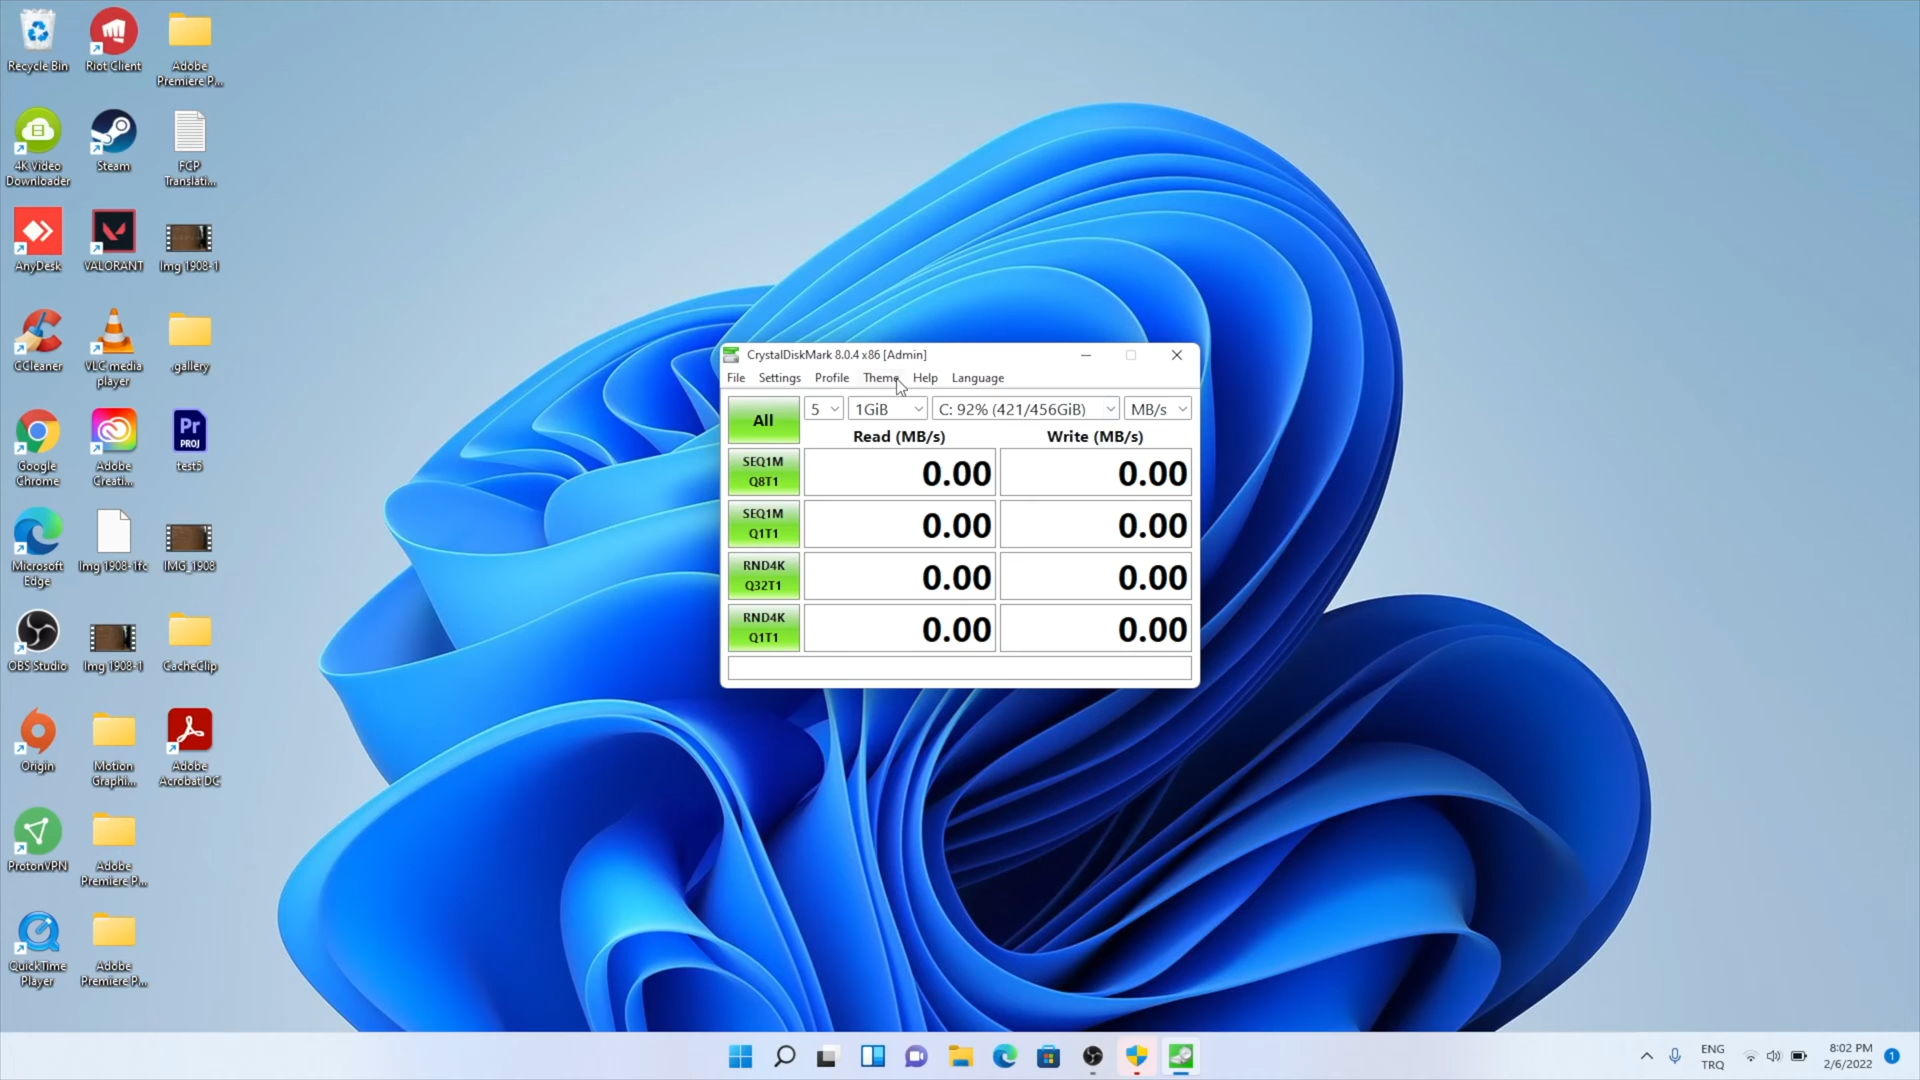 Recycle Bin
Riot Client
Adobe
Premiere P...
4K Video
Downloader
Steam
FCP
Translati...
AnyDesk
VALORANT
Img 1908-1
CCleaner
VLC media
player
.gallery
Google
Chrome
Adobe
Creati...
Pr
PROJ
test5
Microsoft
Edge
Img 1908-1fc
IMG_1908
OBS Studio
Img 1908-1
CacheClip
Origin
Motion
Graphi...
Adobe
Acrobat DC
ProtonVPN
Adobe
Premiere P...
QuickTime
Player
Adobe
Premiere P...
CrystalDiskMark 8.0.4 x86 [Admin]
File Settings Profile Theme Help Language
All 5 1GiB C: 92% (421/456GiB) MB/s
Read (MB/s) Write (MB/s)
SEQ1M
Q8T1
0.00 0.00
SEQ1M
Q1T1
0.00 0.00
RND4K
Q32T1
0.00 0.00
RND4K
Q1T1
0.00 0.00
ENG
TRQ
8:02 PM
2/6/2022
1